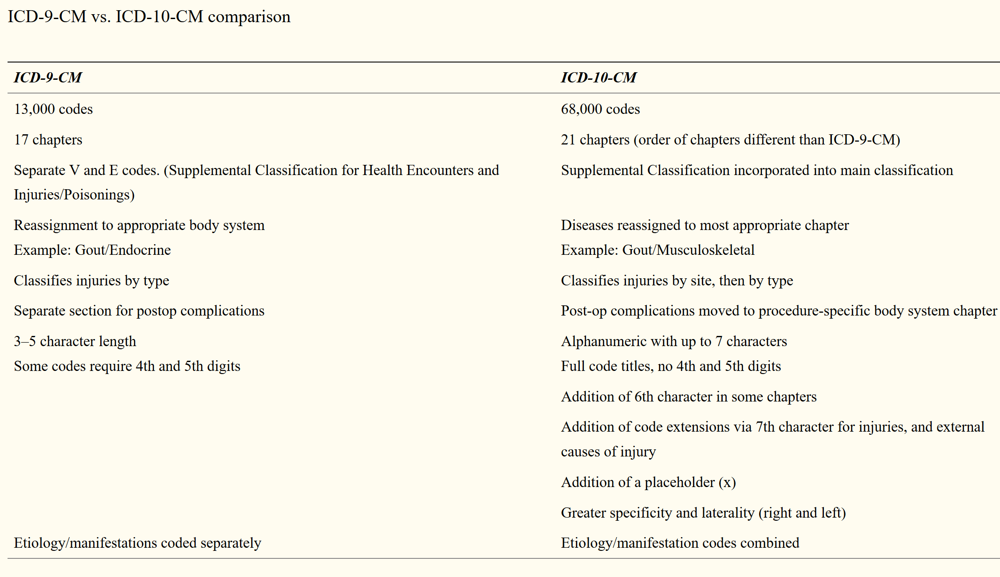 ICD-9-CM vs. ICD-10-CM comparison
ICD-9-CM
ICD-10-CM
13,000 codes
68,000 codes
17 chapters
21 chapters (order of chapters different than ICD-9-CM)
Separate V and E codes. (Supplemental Classification for Health Encounters and
Injuries/Poisonings)
Supplemental Classification incorporated into main classification
Reassignment to appropriate body system
Example: Gout/Endocrine
Diseases reassigned to most appropriate chapter
Example: Gout/Musculoskeletal
Classifies injuries by type
Classifies injuries by site, then by type
Separate section for postop complications
Post-op complications moved to procedure-specific body system chapter
3–5 character length
Some codes require 4th and 5th digits
Alphanumeric with up to 7 characters
Full code titles, no 4th and 5th digits
Addition of 6th character in some chapters
Addition of code extensions via 7th character for injuries, and external
causes of injury
Addition of a placeholder (x)
Greater specificity and laterality (right and left)
Etiology/manifestations coded separately
Etiology/manifestation codes combined